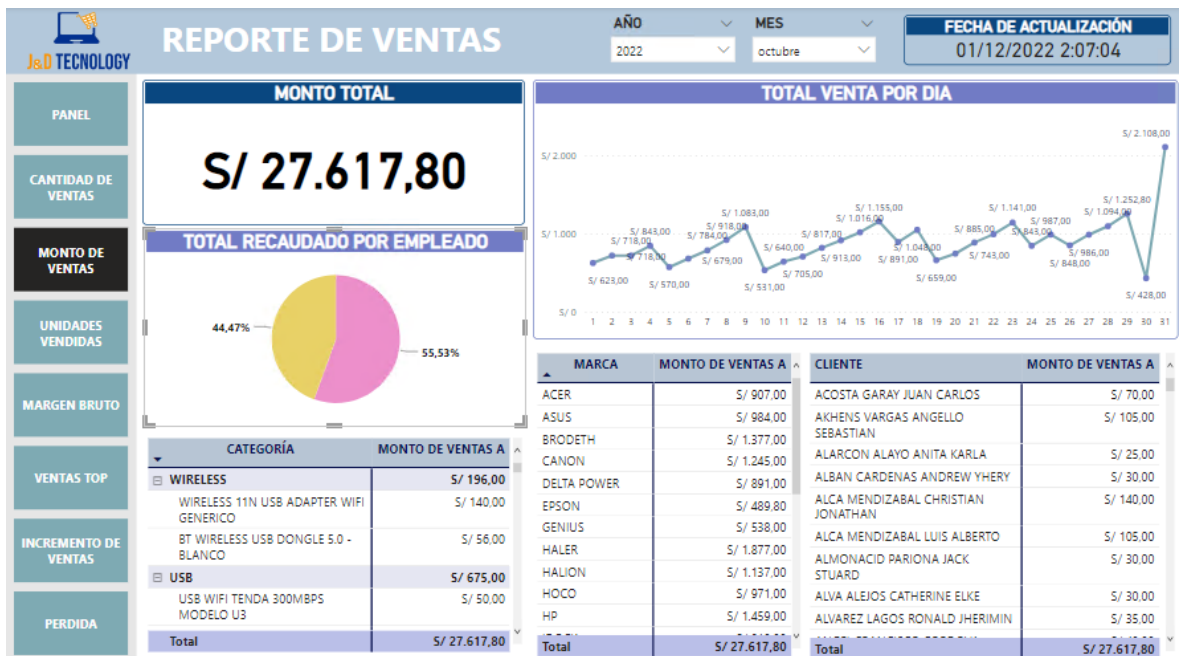 J&D TECNOLOGY
REPORTE DE VENTAS
AÑO
2022
MES
octubre
FECHA DE ACTUALIZACIÓN
01/12/2022 2:07:04
PANEL
CANTIDAD DE
VENTAS
MONTO DE
VENTAS
UNIDADES
VENDIDAS
MARGEN BRUTO
VENTAS TOP
INCREMENTO DE
VENTAS
PERDIDA
MONTO TOTAL
S/ 27.617,80
TOTAL RECAUDADO POR EMPLEADO
44,47%
55,53%
TOTAL VENTA POR DIA
S/ 2.000
S/ 1.000
S/ 0
S/ 623,00
S/ 718,00
S/ 718,00
S/ 843,00
S/ 570,00
S/ 784,00
S/ 679,00
S/ 918,00
S/ 1.083,00
S/ 531,00
S/ 640,00
S/ 705,00
S/ 817,00
S/ 913,00
S/ 1.016,00
S/ 1.155,00
S/ 891,00
S/ 1.048,00
S/ 659,00
S/ 743,00
S/ 885,00
S/ 1.141,00
S/ 843,00
S/ 987,00
S/ 848,00
S/ 986,00
S/ 1.094,00
S/ 1.252,80
S/ 428,00
S/ 2.108,00
1 2 3 4 5 6 7 8 9 10 11 12 13 14 15 16 17 18 19 20 21 22 23 24 25 26 27 28 29 30 31
CATEGORÍA MONTO DE VENTAS A
WIRELESS S/ 196,00
WIRELESS 11N USB ADAPTER WIFI S/ 140,00
GENERICO
BT WIRELESS USB DONGLE 5.0 - S/ 56,00
BLANCO
USB S/ 675,00
USB WIFI TENDA 300MBPS S/ 50,00
MODELO U3
Total S/ 27.617,80
MARCA MONTO DE VENTAS A
ACER S/ 907,00
ASUS S/ 984,00
BRODETH S/ 1.377,00
CANON S/ 1.245,00
DELTA POWER S/ 891,00
EPSON S/ 489,80
GENIUS S/ 538,00
HALER S/ 1.877,00
HALION S/ 1.137,00
HOCO S/ 971,00
HP S/ 1.459,00
Total S/ 27.617,80
CLIENTE MONTO DE VENTAS A
ACOSTA GARAY JUAN CARLOS S/ 70,00
AKHENS VARGAS ANGELLO S/ 105,00
SEBASTIAN
ALARCON ALAYO ANITA KARLA S/ 25,00
ALBAN CARDENAS ANDREW YHERY S/ 30,00
ALCA MENDIZABAL CHRISTIAN S/ 140,00
JONATHAN
ALCA MENDIZABAL LUIS ALBERTO S/ 105,00
ALMONACID PARIONA JACK S/ 30,00
STUARD
ALVA ALEJOS CATHERINE ELKE S/ 30,00
ALVAREZ LAGOS RONALD JHERIMIN S/ 35,00
Total S/ 27.617,80